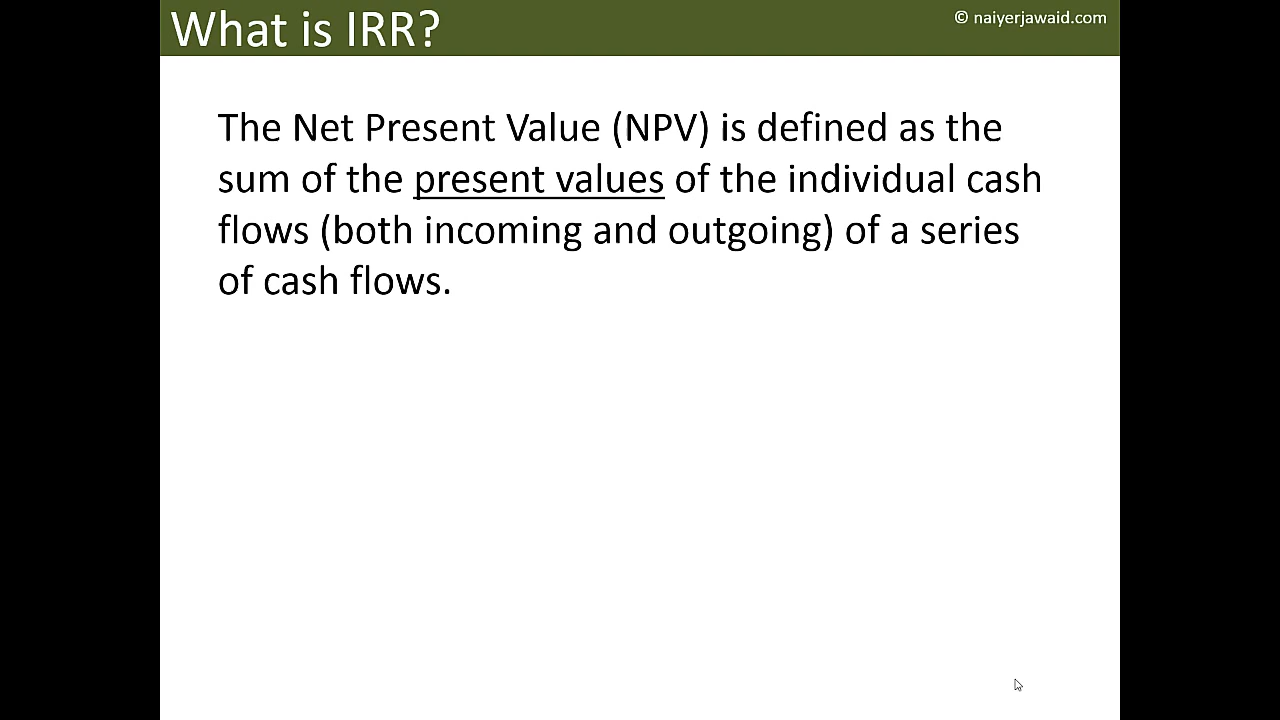 What is IRR?
© naiyerjawaid.com
The Net Present Value (NPV) is defined as the
sum of the present values of the individual cash
flows (both incoming and outgoing) of a series
of cash flows.